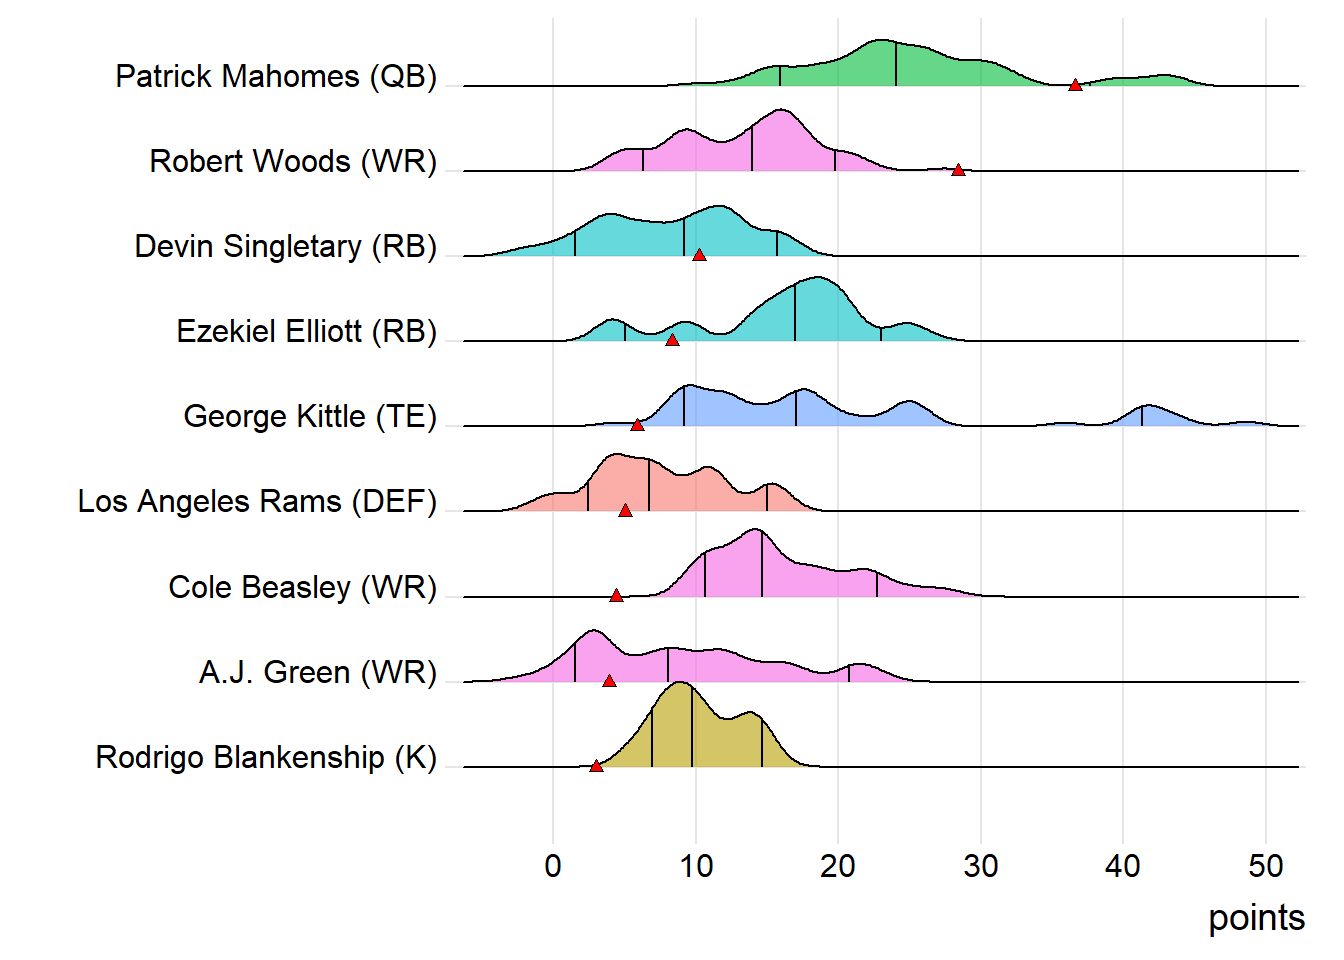 Patrick Mahomes (QB)
Robert Woods (WR)
Devin Singletary (RB)
Ezekiel Elliott (RB)
George Kittle (TE)
Los Angeles Rams (DEF)
Cole Beasley (WR)
A.J. Green (WR)
Rodrigo Blankenship (K)
0 10 20 30 40 50
points